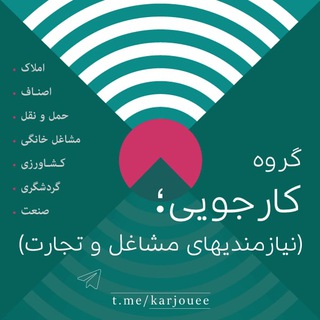 املاک
اصناف
حمل و نقل
مشاغل خانگی
کشاورزی
گردشگری
صنعت
گروه
کارجویی؛
(نیازمندیهای مشاغل و تجارت)
t.me/karjouee